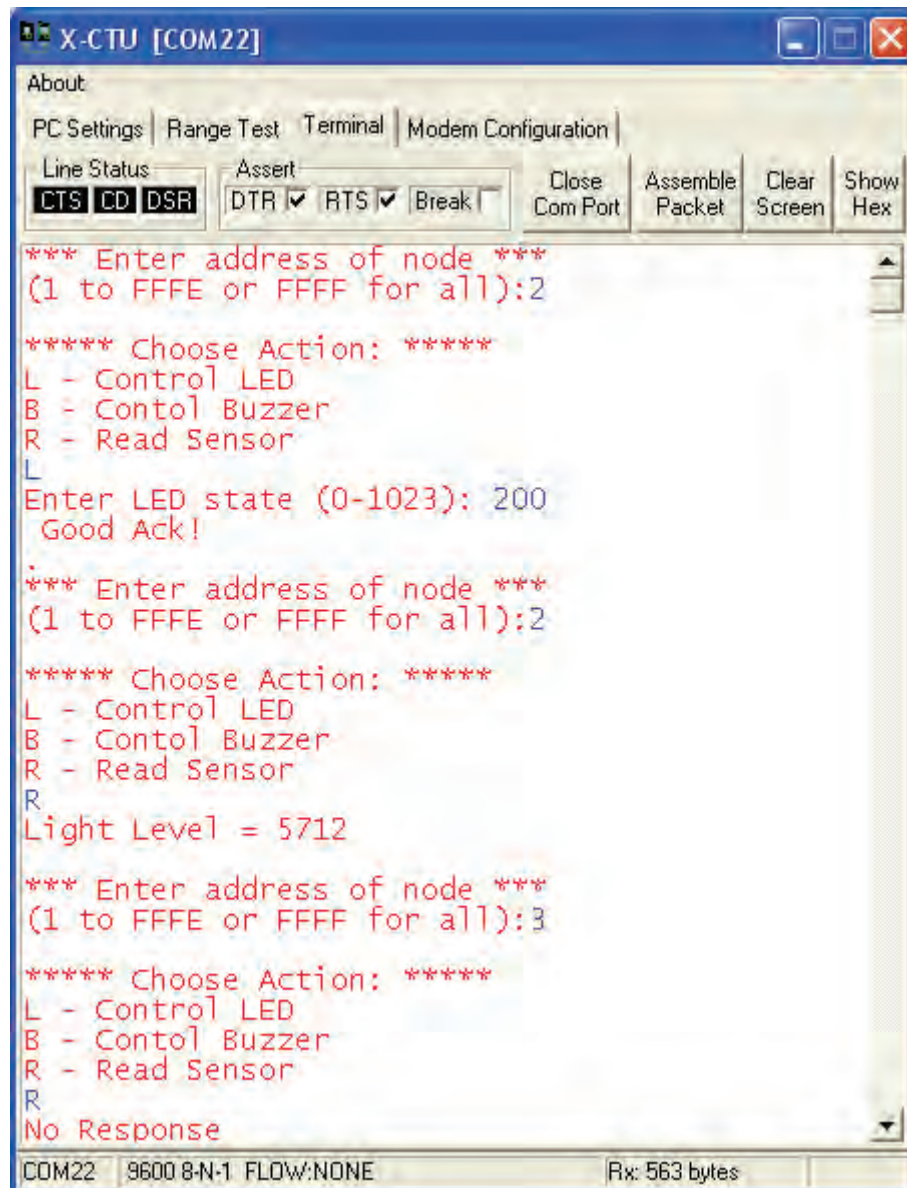 X-CTU [COM22]
About
PC Settings Range Test Terminal Modem Configuration
Line Status Assert
CTS CD DSR DTR RTS Break Close Com Port Assemble Packet Clear Screen Show Hex
*** Enter address of node ***
(1 to FFFE or FFFF for all):2
***** Choose Action: *****
L - Control LED
B - Contol Buzzer
R - Read Sensor
L
Enter LED state (0-1023): 200
Good Ack!
.
*** Enter address of node ***
(1 to FFFE or FFFF for all):2
***** Choose Action: *****
L - Control LED
B - Contol Buzzer
R - Read Sensor
R
Light Level = 5712
*** Enter address of node ***
(1 to FFFE or FFFF for all):3
***** Choose Action: *****
L - Control LED
B - Contol Buzzer
R - Read Sensor
R
No Response
COM22 9600 8-N-1 FLOW:NONE Rx: 563 bytes